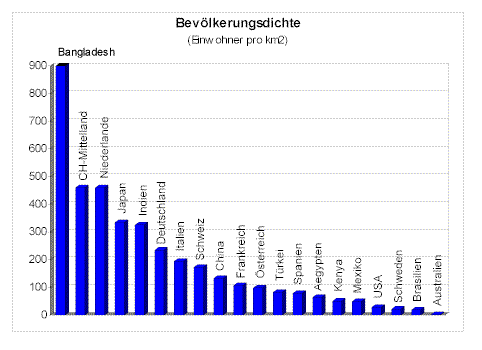 Bevölkerungsdichte
(Einwohner pro km2)
Bangladesh
900
800
700
600
500
400
300
200
100
0
CH-Mittelland
Niederlande
Japan
Indien
Deutschland
Italien
Schweiz
China
Frankreich
Österreich
Türkei
Spanien
Aegypten
Kenya
Mexiko
USA
Schweden
Brasilien
Australien